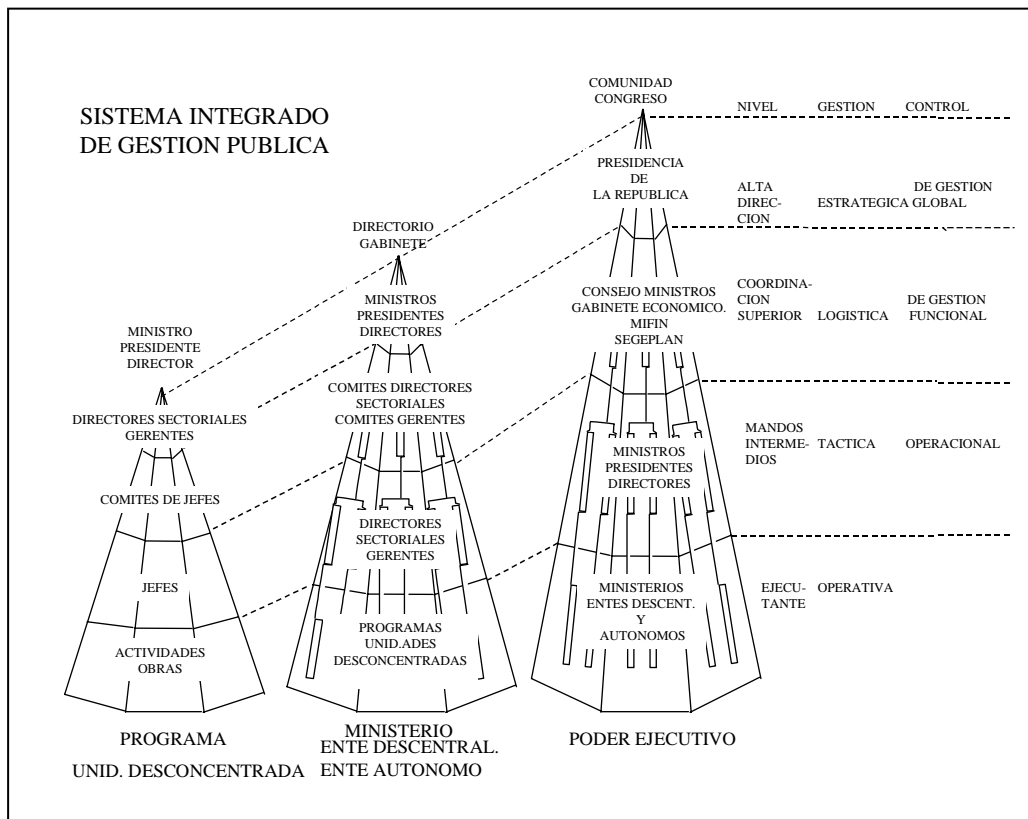 SISTEMA INTEGRADO
DE GESTION PUBLICA
MINISTRO
PRESIDENTE
DIRECTOR
DIRECTORES SECTORIALES
GERENTES
COMITES DE JEFES
JEFES
ACTIVIDADES
OBRAS
PROGRAMA
UNID. DESCONCENTRADA
DIRECTORIO
GABINETE
MINISTROS
PRESIDENTES
DIRECTORES
COMITES DIRECTORES
SECTORIALES
COMITES GERENTES
DIRECTORES
SECTORIALES
GERENTES
PROGRAMAS
UNID.ADES
DESCONCENTRADAS
MINISTERIO
ENTE DESCENTRAL.
ENTE AUTONOMO
COMUNIDAD
CONGRESO
PRESIDENCIA
DE
LA REPUBLICA
CONSEJO MINISTROS
GABINETE ECONOMICO.
MIFIN
SEGEPLAN
MINISTROS
PRESIDENTES
DIRECTORES
MINISTERIOS
ENTES DESCENT.
Y
AUTONOMOS
PODER EJECUTIVO
NIVEL GESTION CONTROL
ALTA DE GESTION
DIREC- ESTRATEGICA GLOBAL
CION
COORDINA-
CION DE GESTION
SUPERIOR LOGISTICA FUNCIONAL
MANDOS
INTERME- TACTICA OPERACIONAL
DIOS
EJECU- OPERATIVA
TANTE